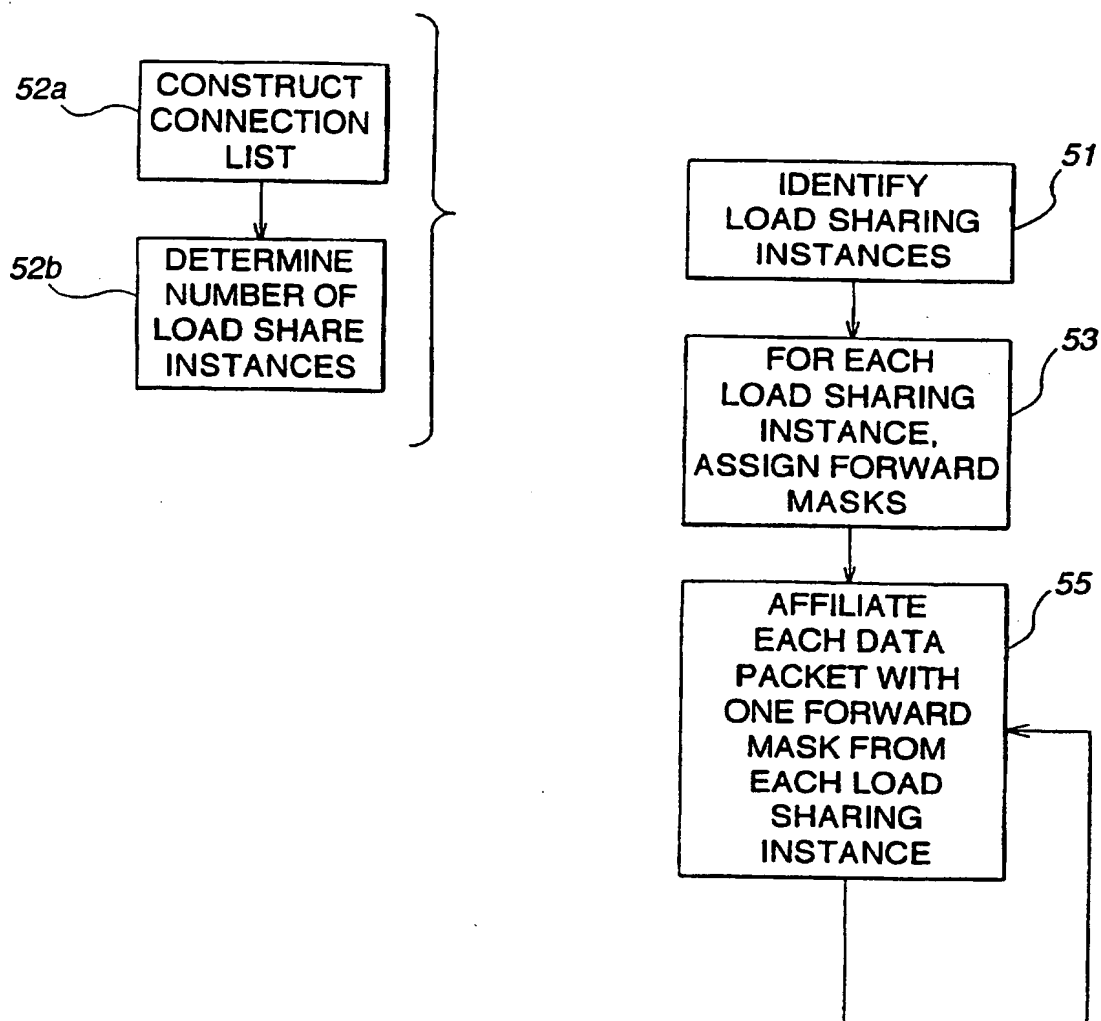 52a
CONSTRUCT
CONNECTION
LIST
52b
DETERMINE
NUMBER OF
LOAD SHARE
INSTANCES
51
IDENTIFY
LOAD SHARING
INSTANCES
53
FOR EACH
LOAD SHARING
INSTANCE,
ASSIGN FORWARD
MASKS
55
AFFILIATE
EACH DATA
PACKET WITH
ONE FORWARD
MASK FROM
EACH LOAD
SHARING
INSTANCE